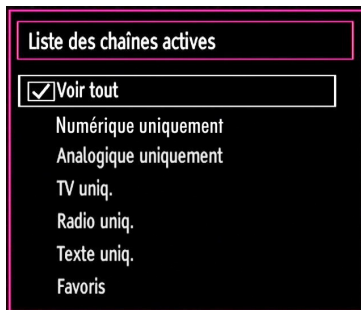 Liste des chaînes actives
Voir tout
Numérique uniquement
Analogique uniquement
TV uniq.
Radio uniq.
Texte uniq.
Favoris